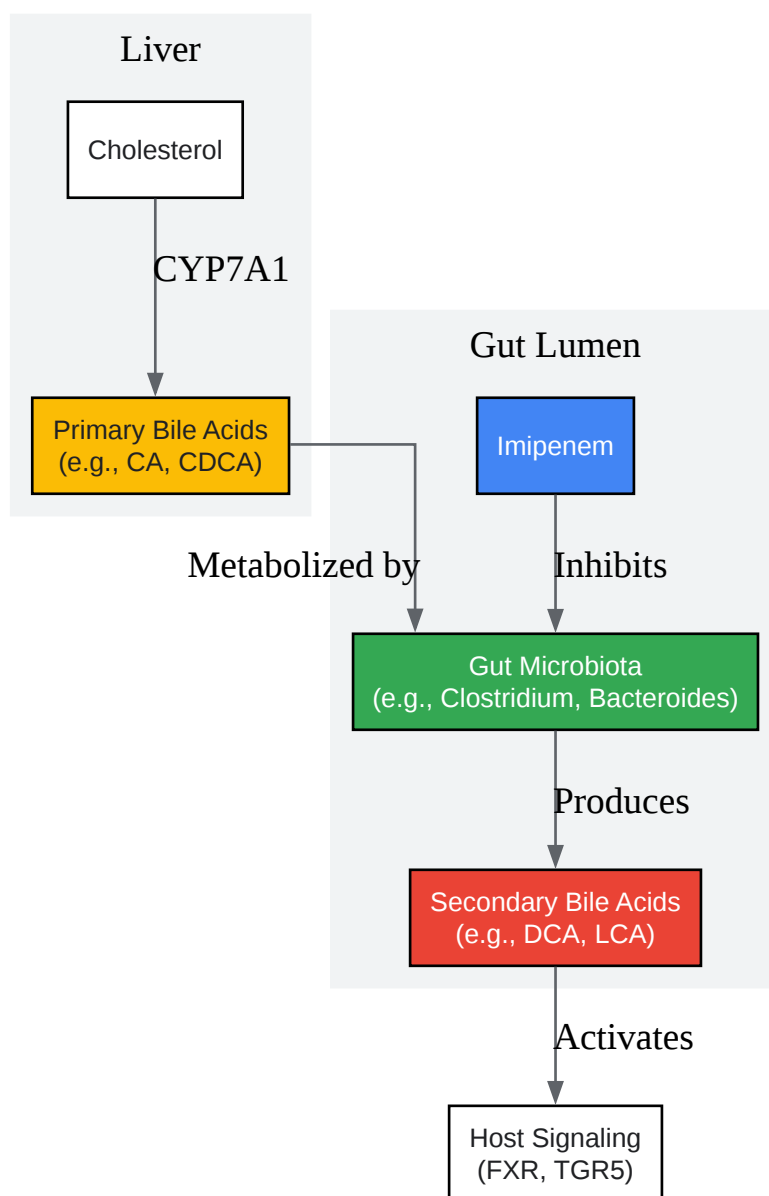 Liver
Cholesterol
CYP7A1
Gut Lumen
Primary Bile Acids
(e.g., CA, CDCA)
Imipenem
Metabolized by
Inhibits
Gut Microbiota
(e.g., Clostridium, Bacteroides)
Produces
Secondary Bile Acids
(e.g., DCA, LCA)
Activates
Host Signaling
(FXR, TGR5)